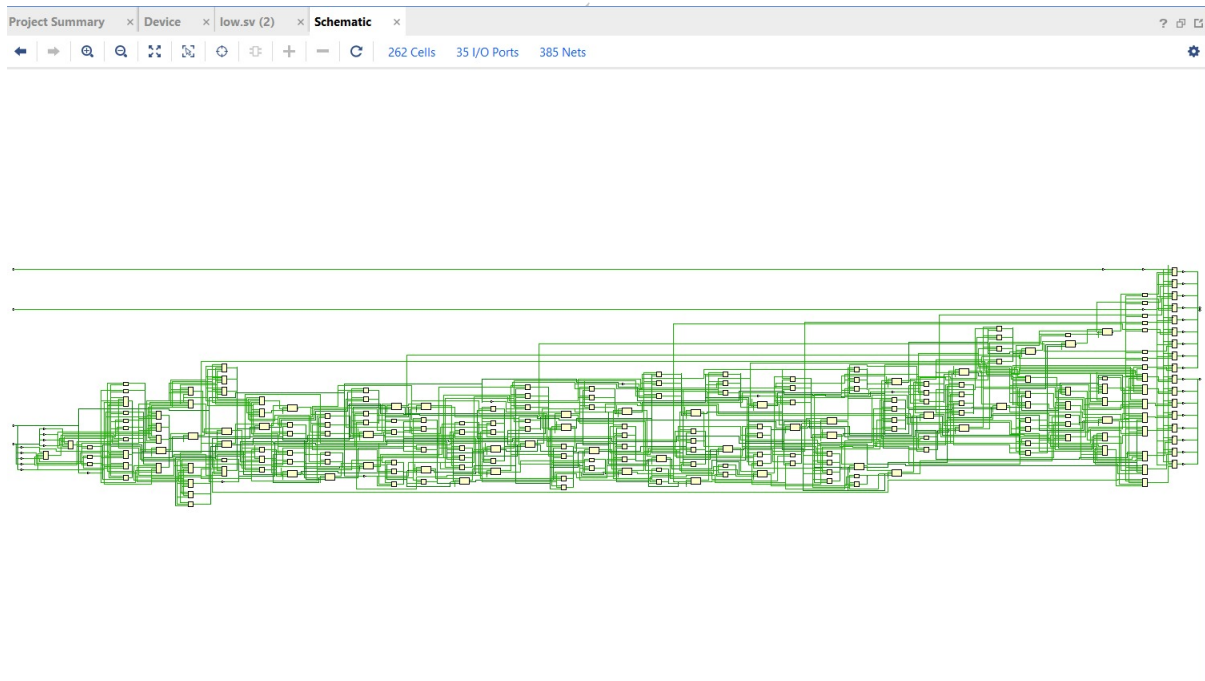 Project Summary × Device × low.sv (2) × Schematic × ?
262 Cells 35 I/O Ports 385 Nets